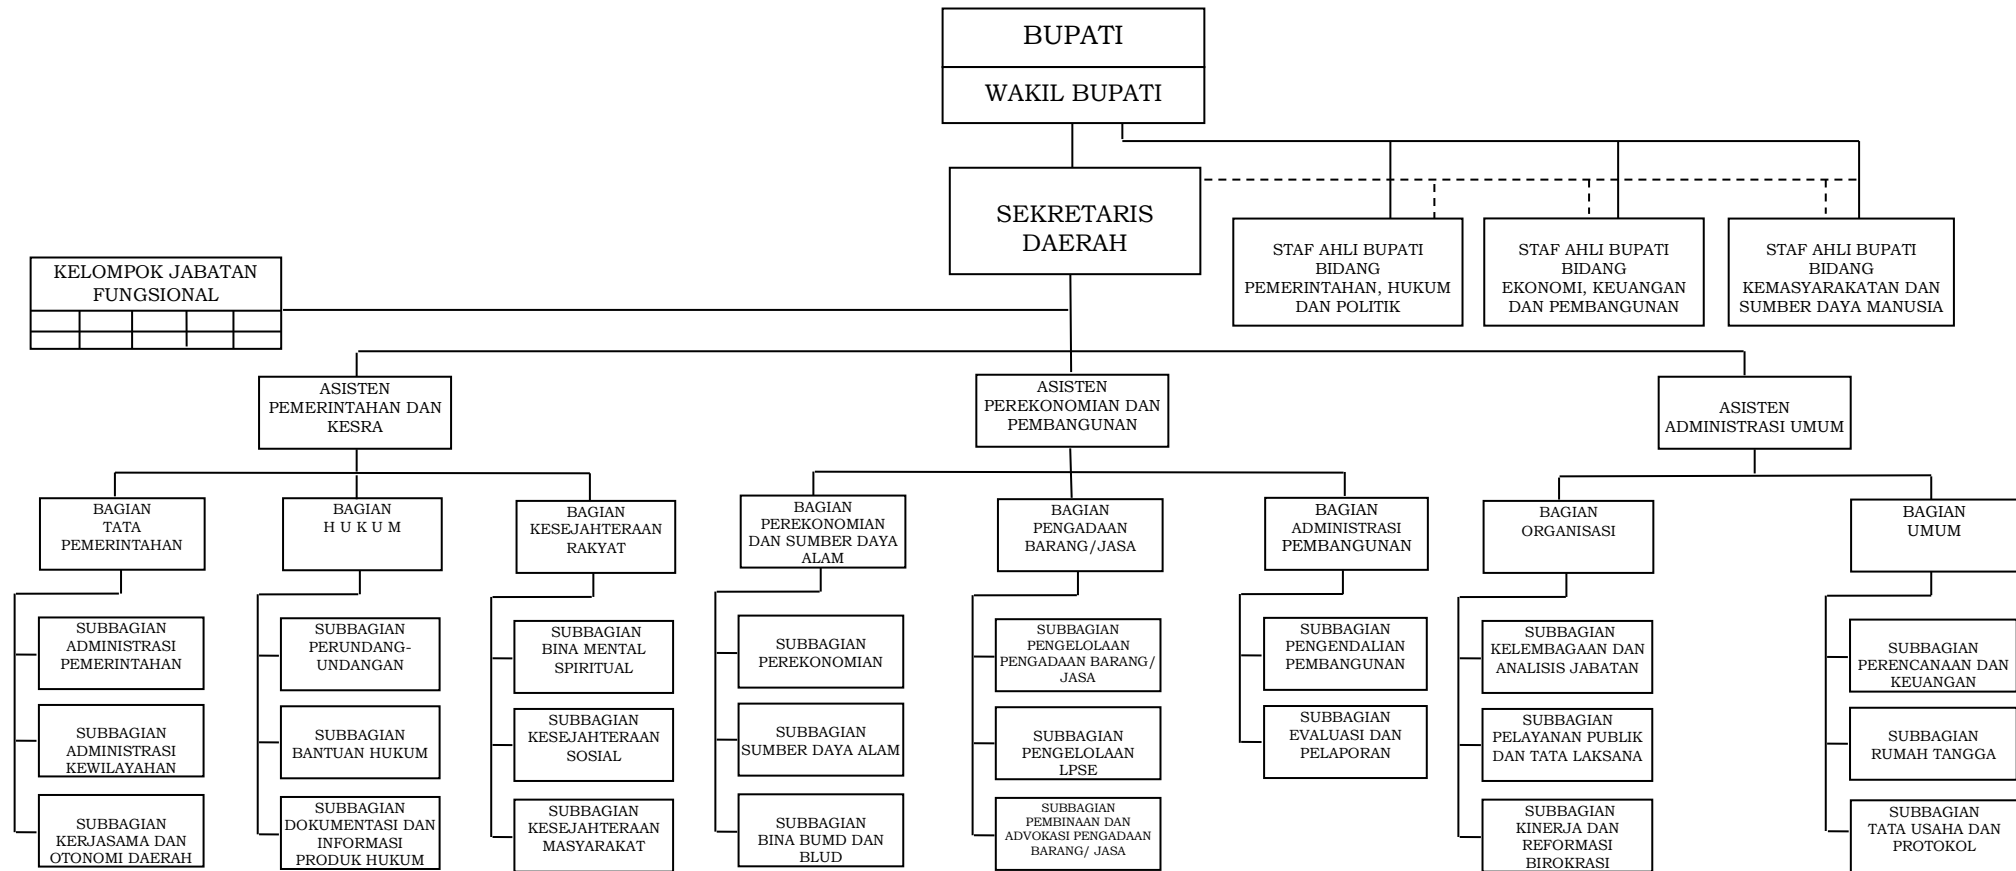 BUPATI
WAKIL BUPATI
SEKRETARIS
DAERAH
STAF AHLI BUPATI
BIDANG
PEMERINTAHAN, HUKUM
DAN POLITIK
STAF AHLI BUPATI
BIDANG
EKONOMI, KEUANGAN
DAN PEMBANGUNAN
STAF AHLI BUPATI
BIDANG
KEMASYARAKATAN DAN
SUMBER DAYA MANUSIA
KELOMPOK JABATAN
FUNGSIONAL
ASISTEN
PEMERINTAHAN DAN
KESRA
ASISTEN
PEREKONOMIAN DAN
PEMBANGUNAN
ASISTEN
ADMINISTRASI UMUM
BAGIAN
TATA
PEMERINTAHAN
BAGIAN
H U K U M
BAGIAN
KESEJAHTERAAN
RAKYAT
BAGIAN
PEREKONOMIAN
DAN SUMBER DAYA
ALAM
BAGIAN
PENGADAAN
BARANG/JASA
BAGIAN
ADMINISTRASI
PEMBANGUNAN
BAGIAN
ORGANISASI
BAGIAN
UMUM
SUBBAGIAN
ADMINISTRASI
PEMERINTAHAN
SUBBAGIAN
PERUNDANG-
UNDANGAN
SUBBAGIAN
BINA MENTAL
SPIRITUAL
SUBBAGIAN
PEREKONOMIAN
SUBBAGIAN
PENGELOLAAN
PENGADAAN BARANG/
JASA
SUBBAGIAN
PENGENDALIAN
PEMBANGUNAN
SUBBAGIAN
KELEMBAGAAN DAN
ANALISIS JABATAN
SUBBAGIAN
PERENCANAAN DAN
KEUANGAN
SUBBAGIAN
ADMINISTRASI
KEWILAYAHAN
SUBBAGIAN
BANTUAN HUKUM
SUBBAGIAN
KESEJAHTERAAN
SOSIAL
SUBBAGIAN
SUMBER DAYA ALAM
SUBBAGIAN
PENGELOLAAN
LPSE
SUBBAGIAN
EVALUASI DAN
PELAPORAN
SUBBAGIAN
PELAYANAN PUBLIK
DAN TATA LAKSANA
SUBBAGIAN
RUMAH TANGGA
SUBBAGIAN
KERJASAMA DAN
OTONOMI DAERAH
SUBBAGIAN
DOKUMENTASI DAN
INFORMASI
PRODUK HUKUM
SUBBAGIAN
KESEJAHTERAAN
MASYARAKAT
SUBBAGIAN
BINA BUMD DAN
BLUD
SUBBAGIAN
PEMBINAAN DAN
ADVOKASI PENGADAAN
BARANG/ JASA
SUBBAGIAN
KINERJA DAN
REFORMASI
BIROKRASI
SUBBAGIAN
TATA USAHA DAN
PROTOKOL